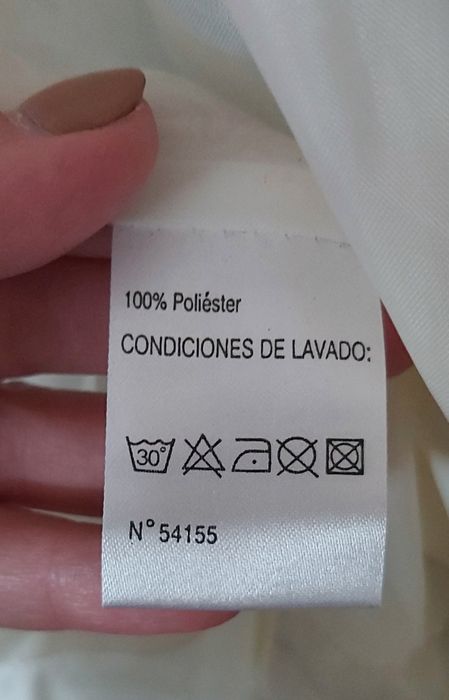 100% Poliéster
CONDICIONES DE LAVADO:
30°
N° 54155